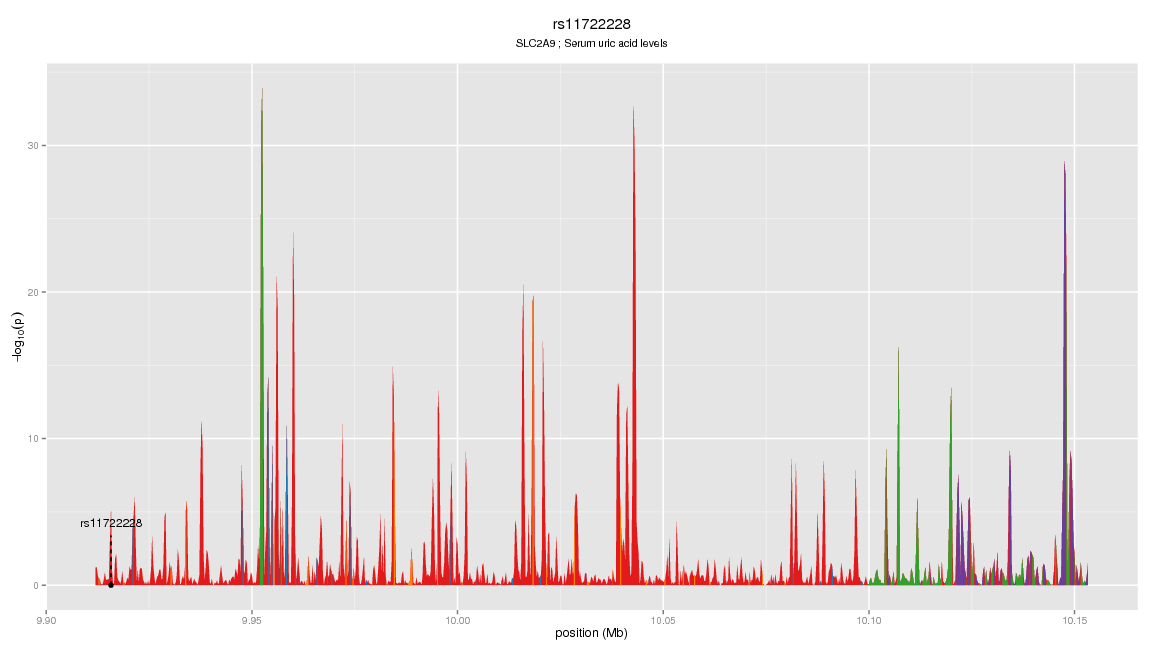 rs11722228
SLC2A9 ; Serum uric acid levels
−log10(p)
30
20
10
0
rs11722228
9.90 9.95 10.00 10.05 10.10 10.15
position (Mb)